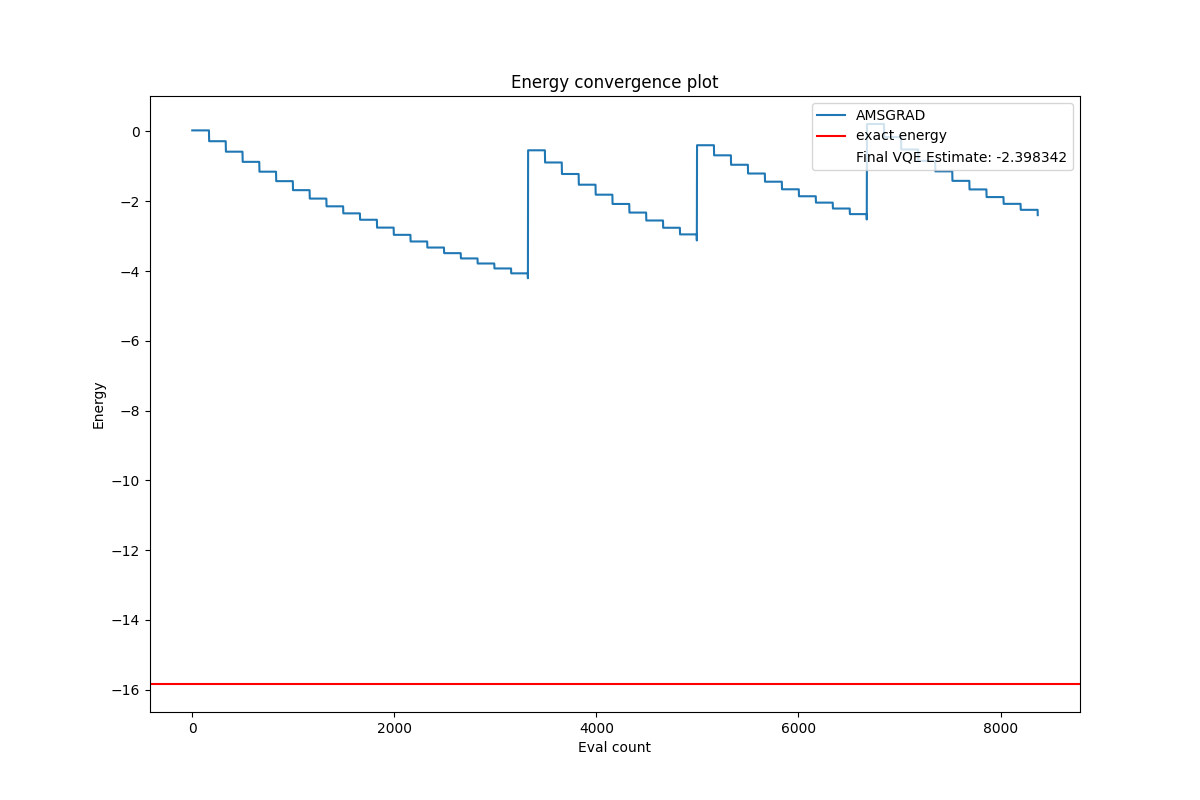 Energy convergence plot
AMSGRAD
exact energy
Final VQE Estimate: -2.398342
Energy
0
−2
−4
−6
−8
−10
−12
−14
−16
0 2000 4000 6000 8000
Eval count